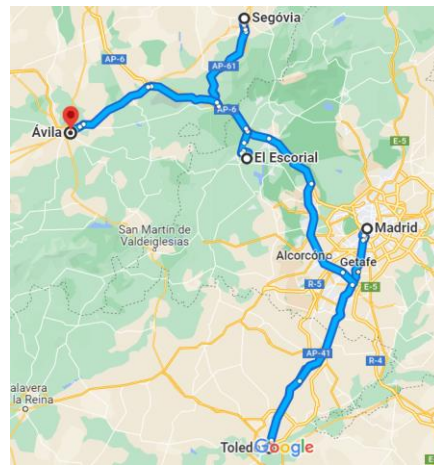 Segóvia
AP-6
AP-61
Ávila
AP-6
El Escorial
E-5
San Martín de
Valdeiglesias
Madrid
Alcorcón
Getafe
R-5
E-5
AP-41
R-4
alavera
la Reina
Toled
Google
E-5